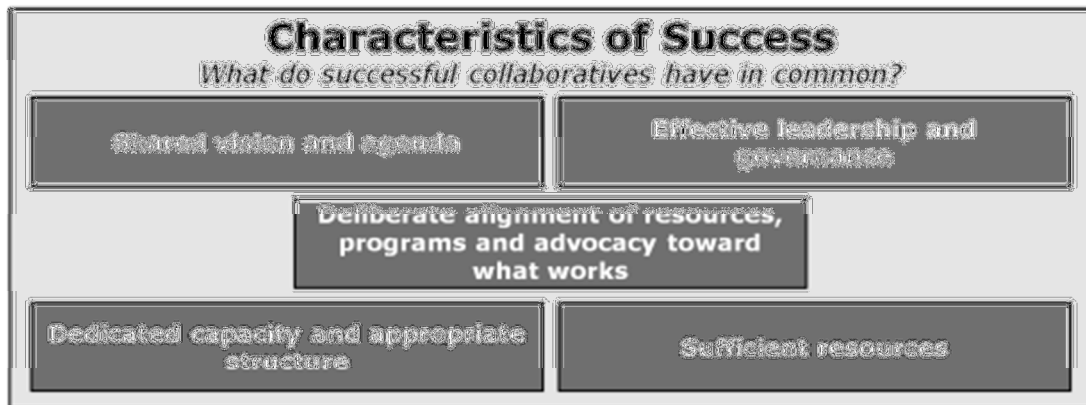 Characteristics of Success
What do successful collaboratives have in common?
Shared vision and agenda
Effective leadership and
governance
Deliberate alignment of resources,
programs and advocacy toward
what works
Dedicated capacity and appropriate
structure
Sufficient resources